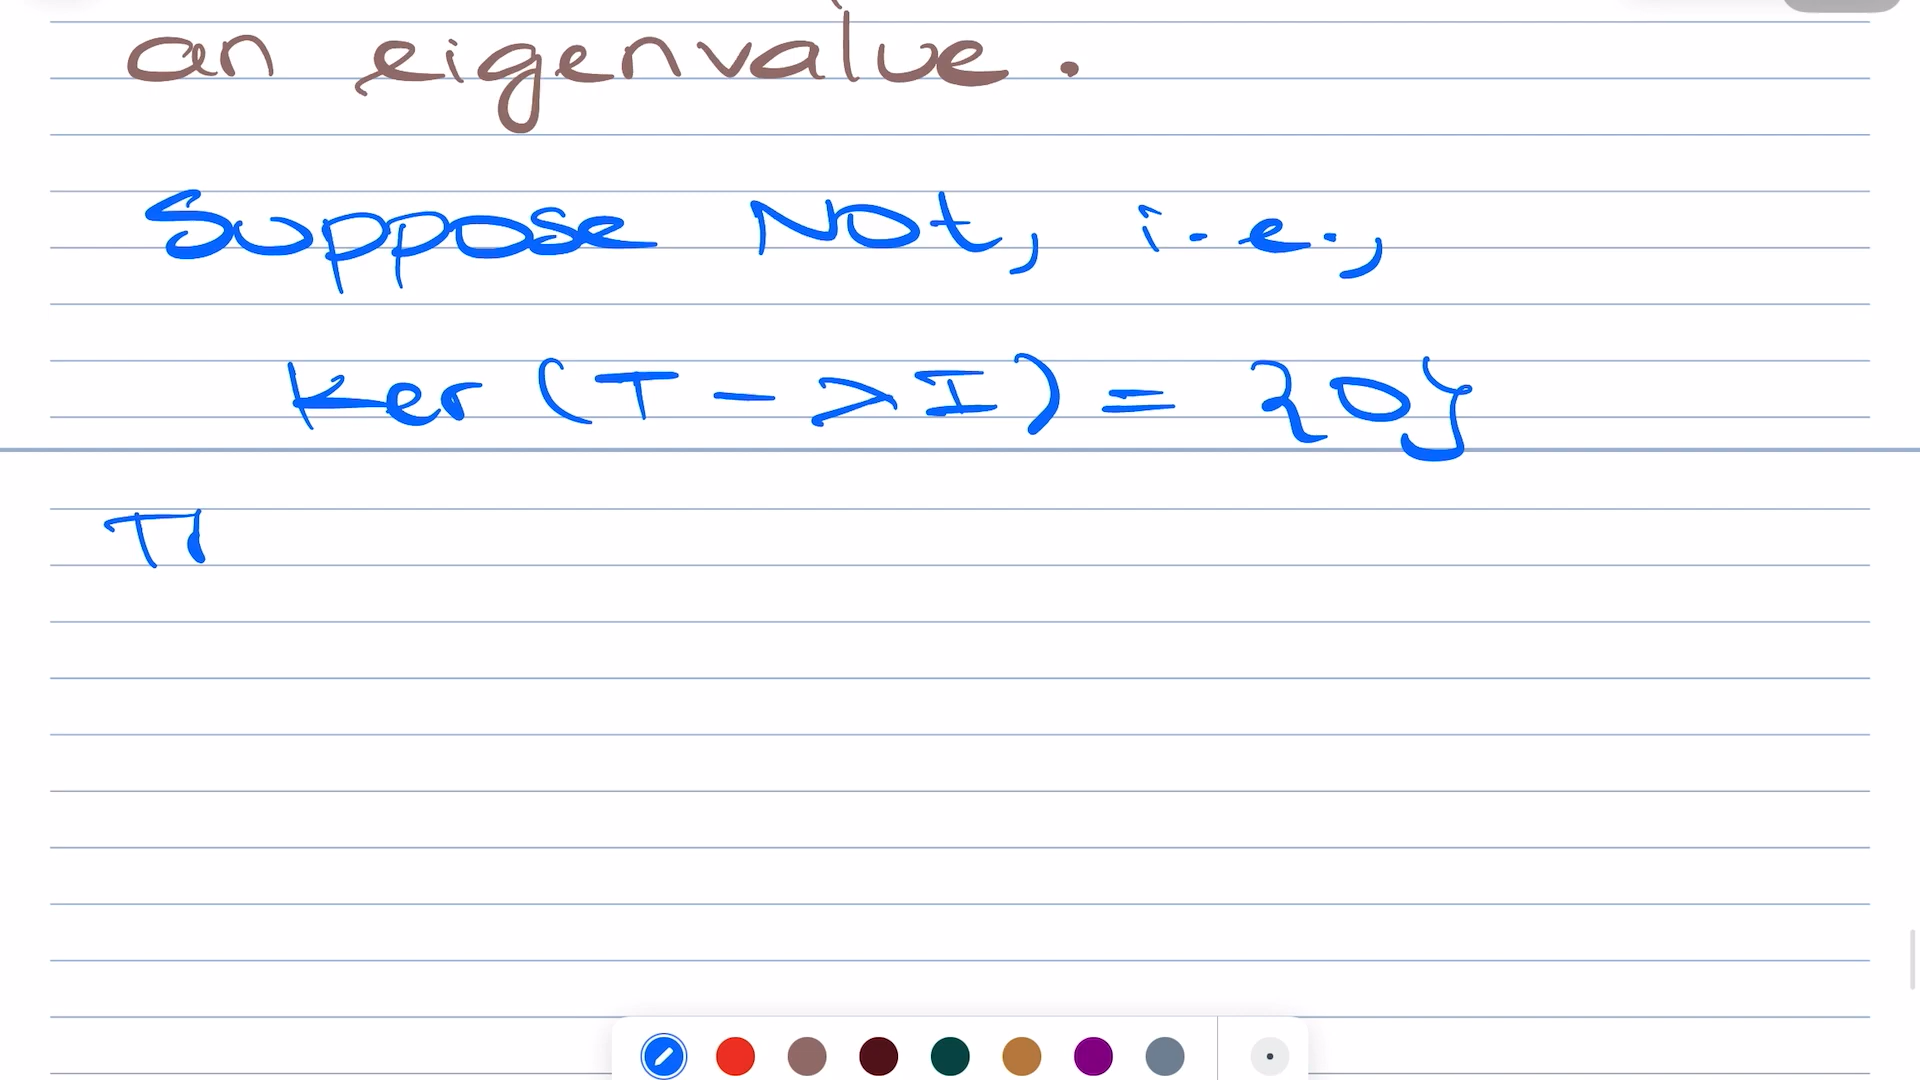 an eigenvalue.
Suppose Not, i.e.,
ker (T - λI) = {0}